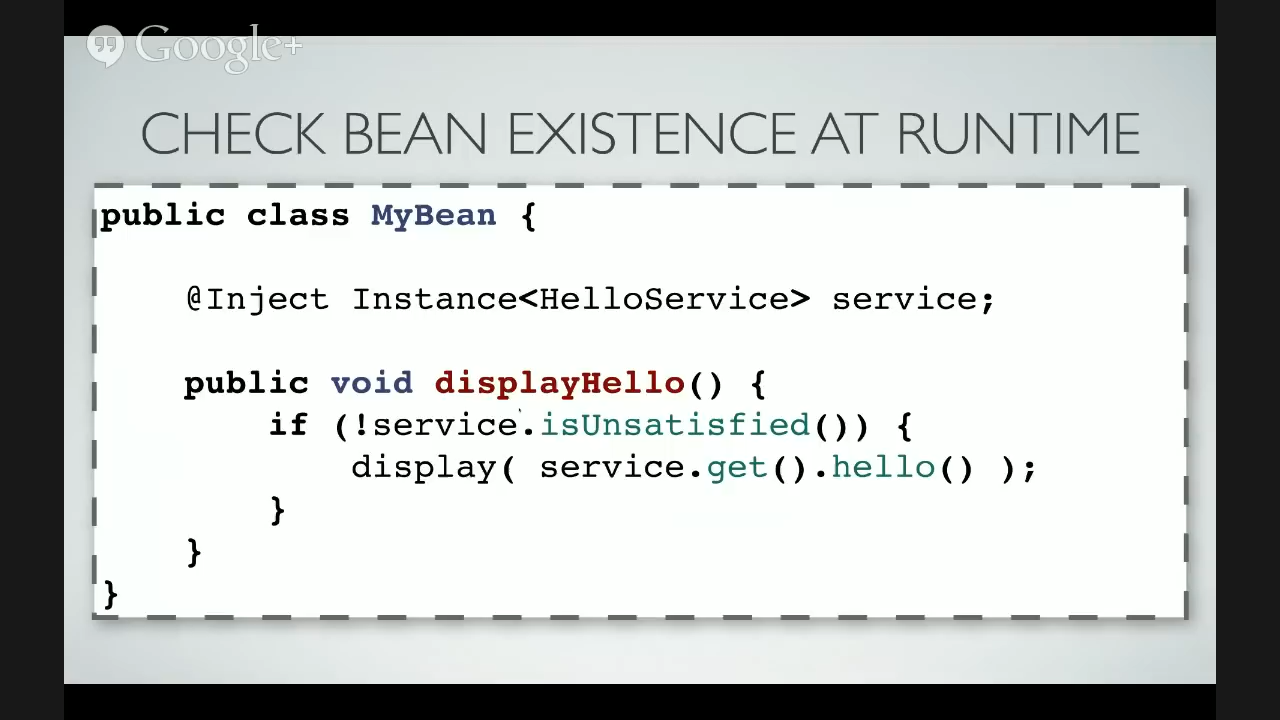 Google+
CHECK BEAN EXISTENCE AT RUNTIME
public class MyBean {
@Inject Instance<HelloService> service;
public void displayHello() {
if (!service.isUnsatisfied()) {
display( service.get().hello() );
}
}
}